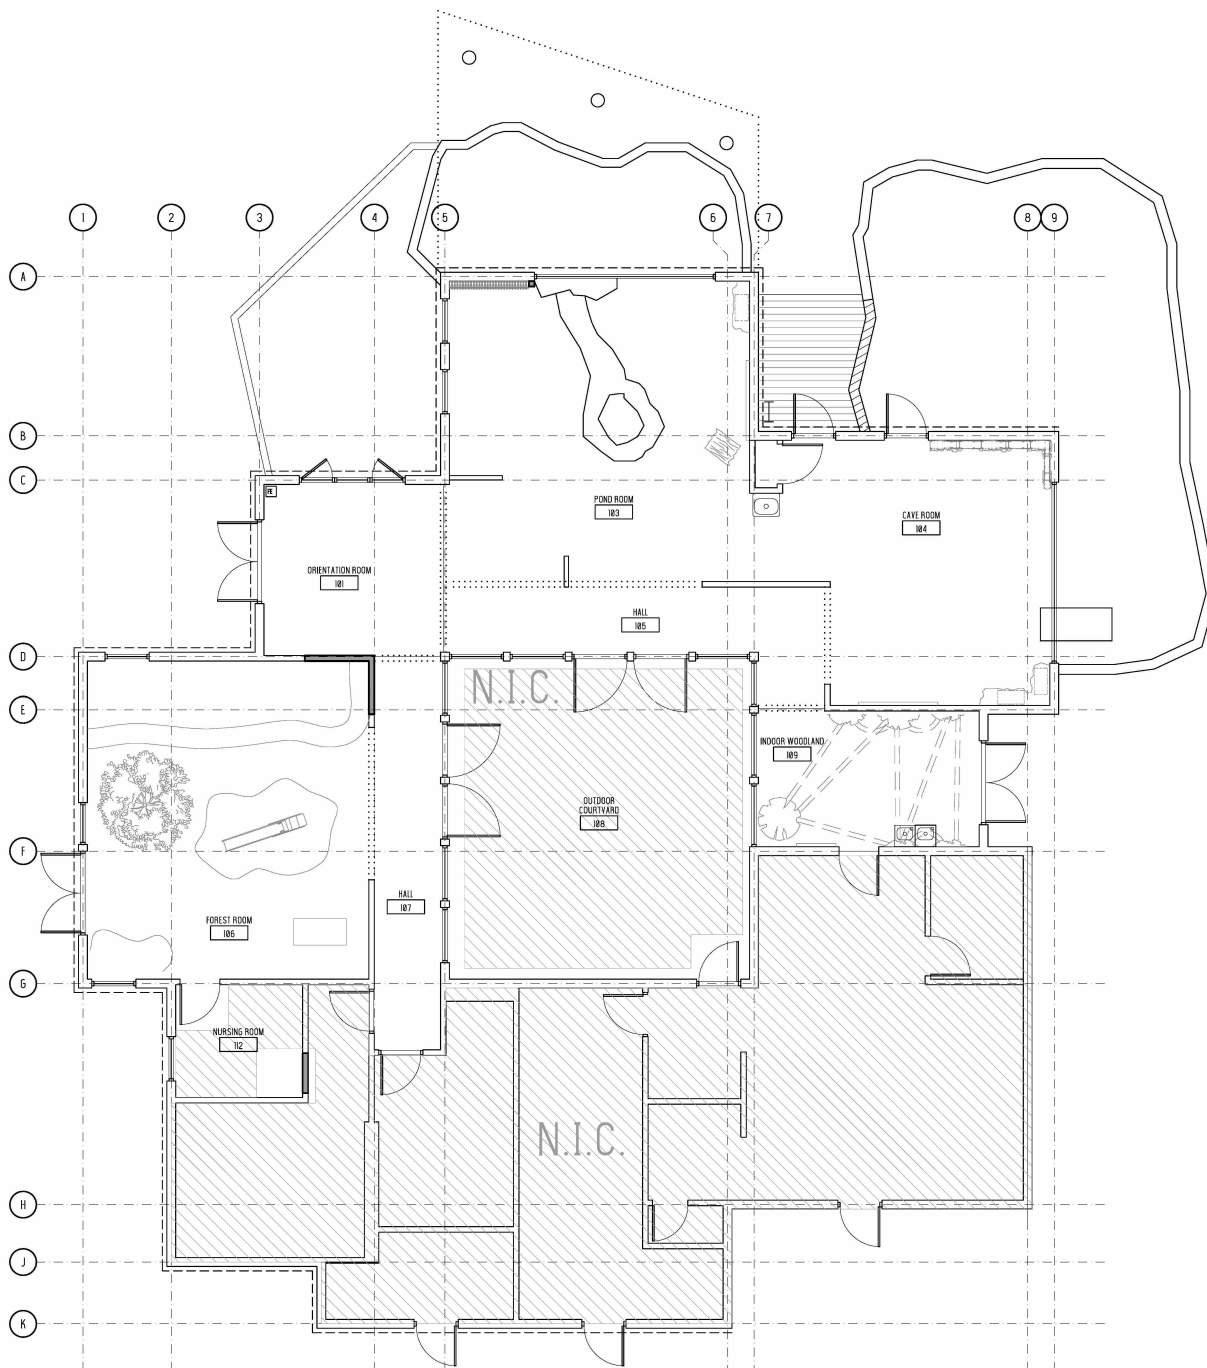 1 2 3 4 5 6 7 8 9
A
B
C
FE
POND ROOM
103
CAVE ROOM
104
ORIENTATION ROOM
101
HALL
105
D
N.I.C.
E
INDOOR WOODLAND
109
OUTDOOR
COURTYARD
108
F
HALL
107
FOREST ROOM
106
G
NURSING ROOM
112
N.I.C.
H
J
K